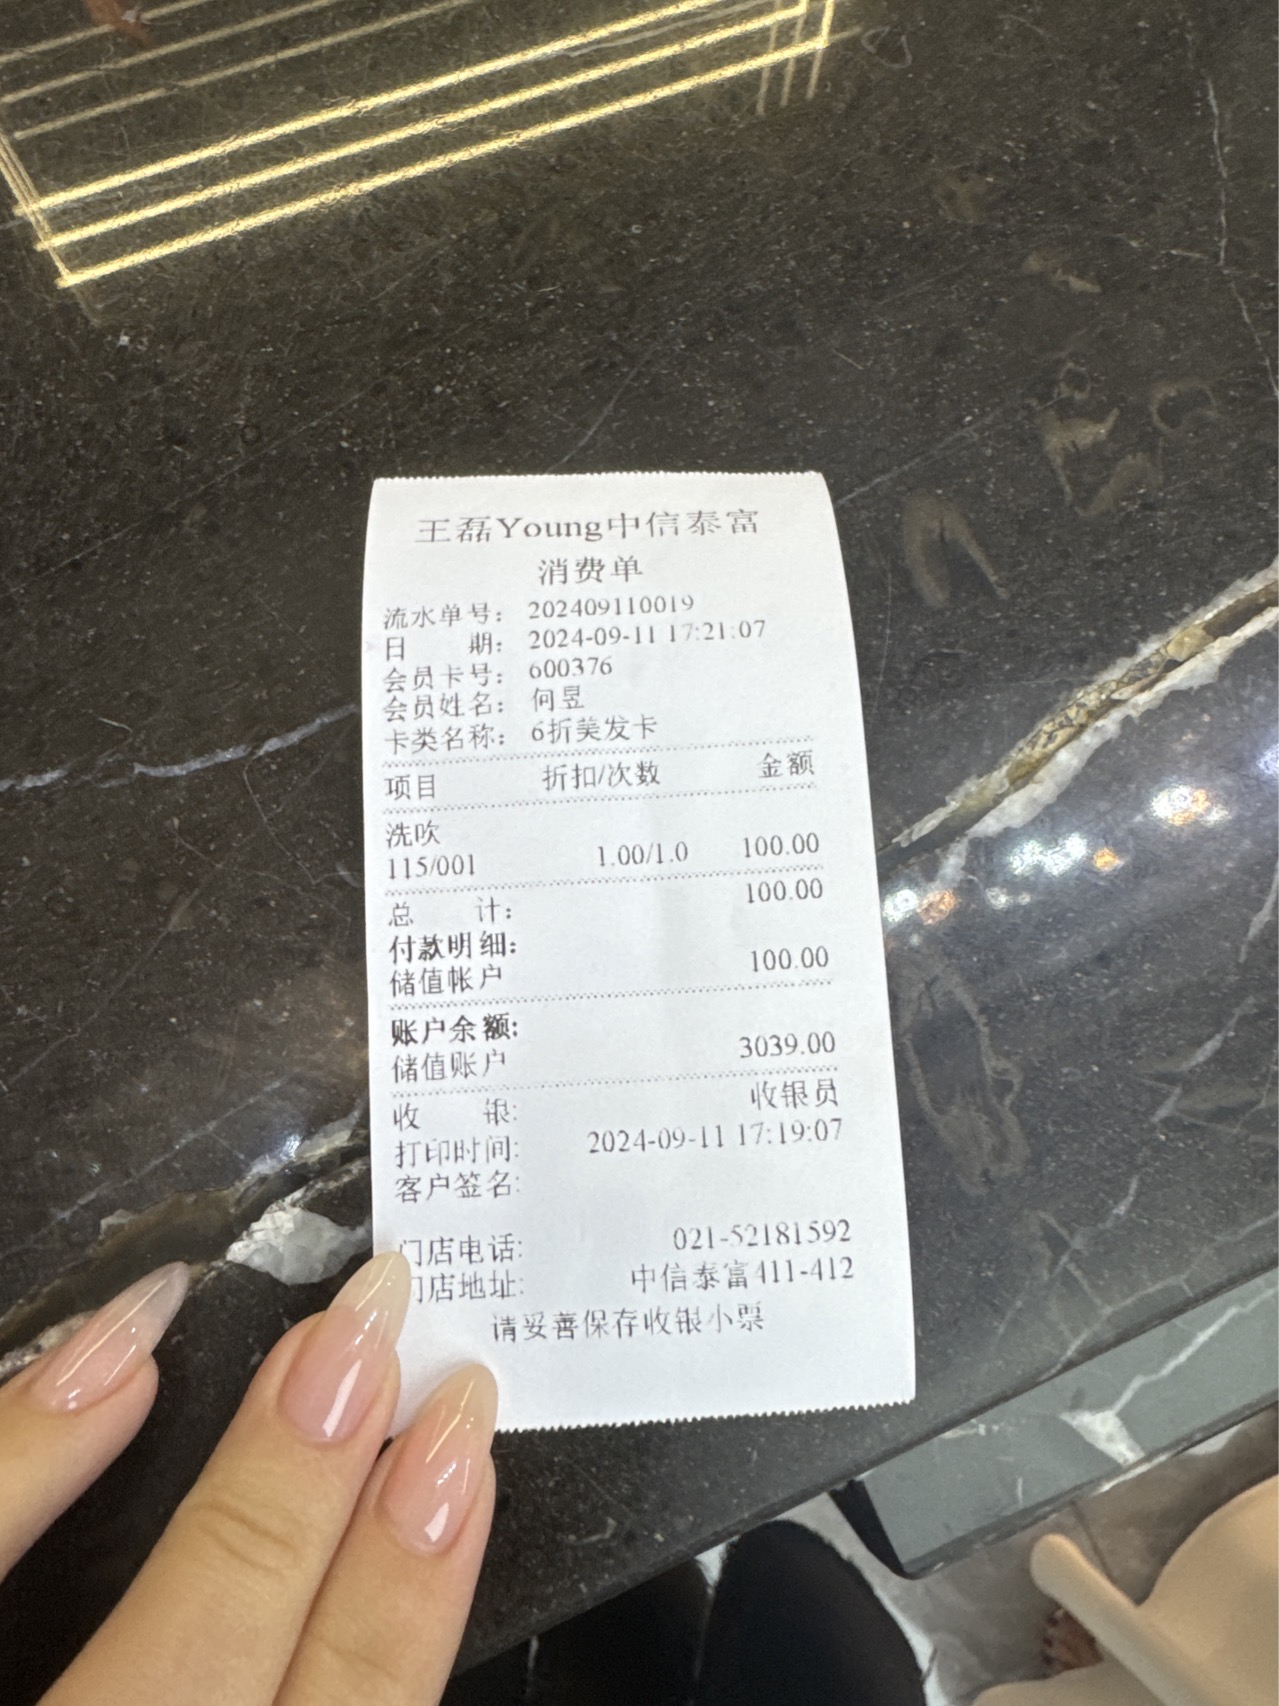 王磊Young中信泰富
消费单
流水单号： 202409110019
日 期： 2024-09-11 17:21:07
会员卡号： 600376
会员姓名： 何昱
卡类名称： 6折美发卡
项目 折扣/次数 金额
洗吹
115/001 1.00/1.0 100.00
总 计： 100.00
付款明细：
储值帐户 100.00
账户余额：
储值账户 3039.00
收 银: 收银员
打印时间: 2024-09-11 17:19:07
客户签名:
门店电话: 021-52181592
门店地址: 中信泰富411-412
请妥善保存收银小票